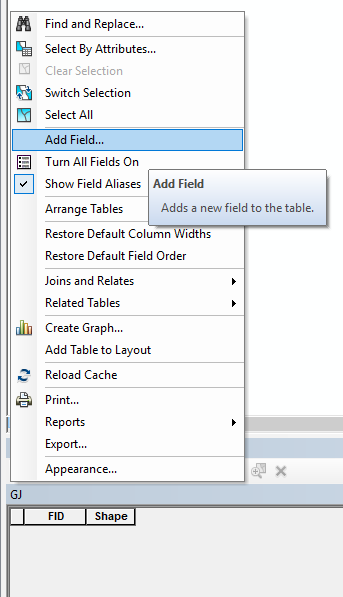 Find and Replace...
Select By Attributes...
Clear Selection
Switch Selection
Select All
Add Field...
Turn All Fields On
Show Field Aliases
Add Field
Adds a new field to the table.
Arrange Tables
Restore Default Column Widths
Restore Default Field Order
Joins and Relates
Related Tables
Create Graph...
Add Table to Layout
Reload Cache
Print...
Reports
Export...
Appearance...
GJ
FID Shape